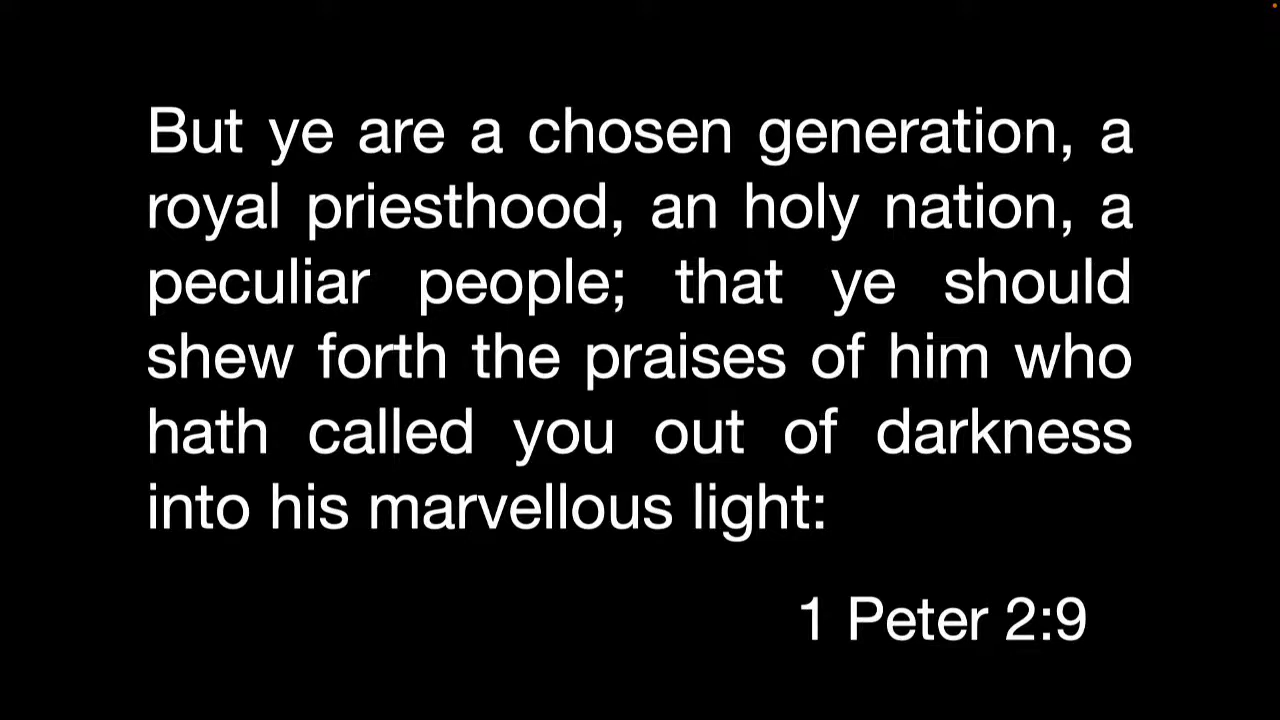 But ye are a chosen generation, a
royal priesthood, an holy nation, a
peculiar people; that ye should
shew forth the praises of him who
hath called you out of darkness
into his marvellous light:
1 Peter 2:9